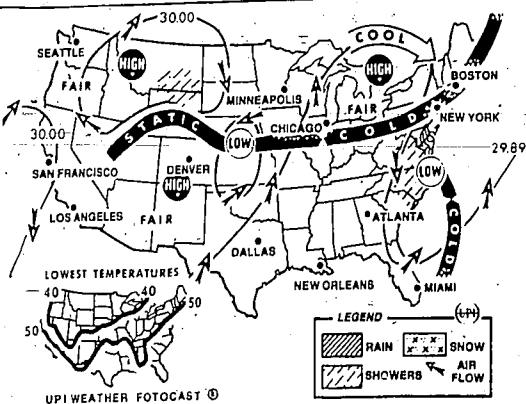 30.00
SEATTLE
HIGH
FAIR
COOL
HIGH
BOSTON
MINNEAPOLIS
FAIR
NEW YORK
30.00
STATIC
CHICAGO
COLD
LOW
29.89
SAN FRANCISCO
DENVER
HIGH
LOW
LOS ANGELES
FAIR
ATLANTA
COLD
DALLAS
LOWEST TEMPERATURES
NEW ORLEANS
MIAMI
40 40
50
50
LEGEND
UPI
RAIN SNOW
SHOWERS AIR FLOW
UPI WEATHER FOTOCAST ®